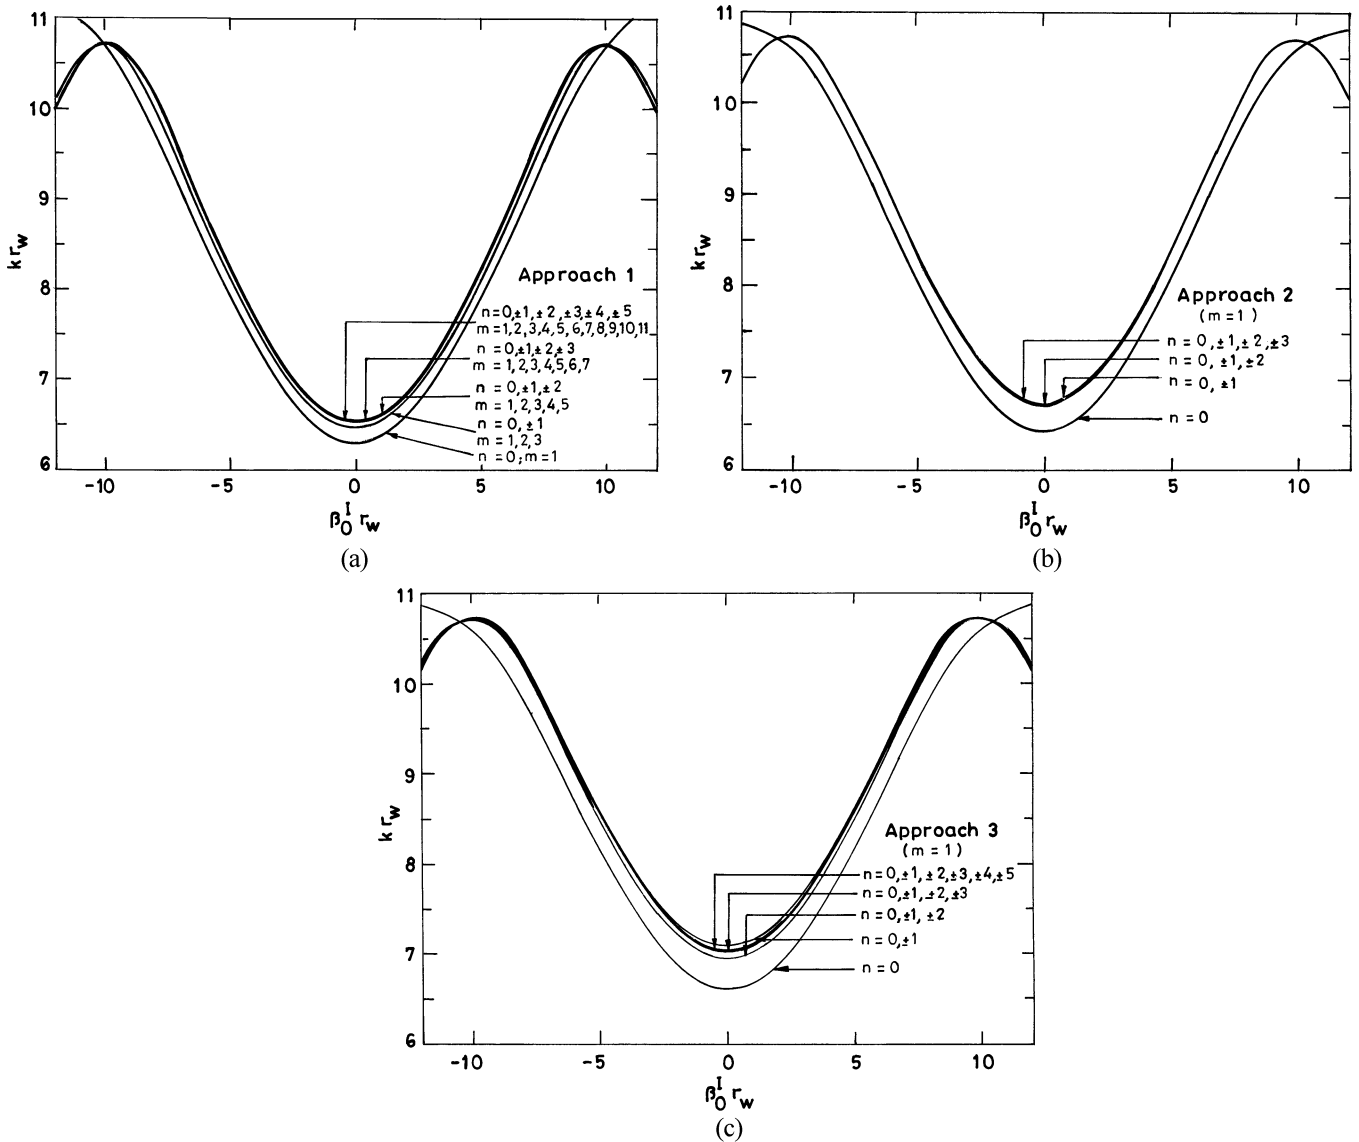 11
10
9
8
7
6
k r_w
Approach 1
n=0,±1,±2,±3,±4,±5
m=1,2,3,4,5,6,7,8,9,10,11
n=0,±1,±2,±3
m=1,2,3,4,5,6,7
n=0,±1,±2
m=1,2,3,4,5
n=0,±1
m=1,2,3
n=0;m=1
-10 -5 0 5 10
β_0^I r_w
(a)
11
10
9
8
7
6
k r_w
Approach 2
(m=1)
n=0,±1,±2,±3
n=0,±1,±2
n=0,±1
n=0
-10 -5 0 5 10
β_0^I r_w
(b)
11
10
9
8
7
6
k r_w
Approach 3
(m=1)
n=0,±1,±2,±3,±4,±5
n=0,±1,±2,±3
n=0,±1,±2
n=0,±1
n=0
-10 -5 0 5 10
β_0^I r_w
(c)